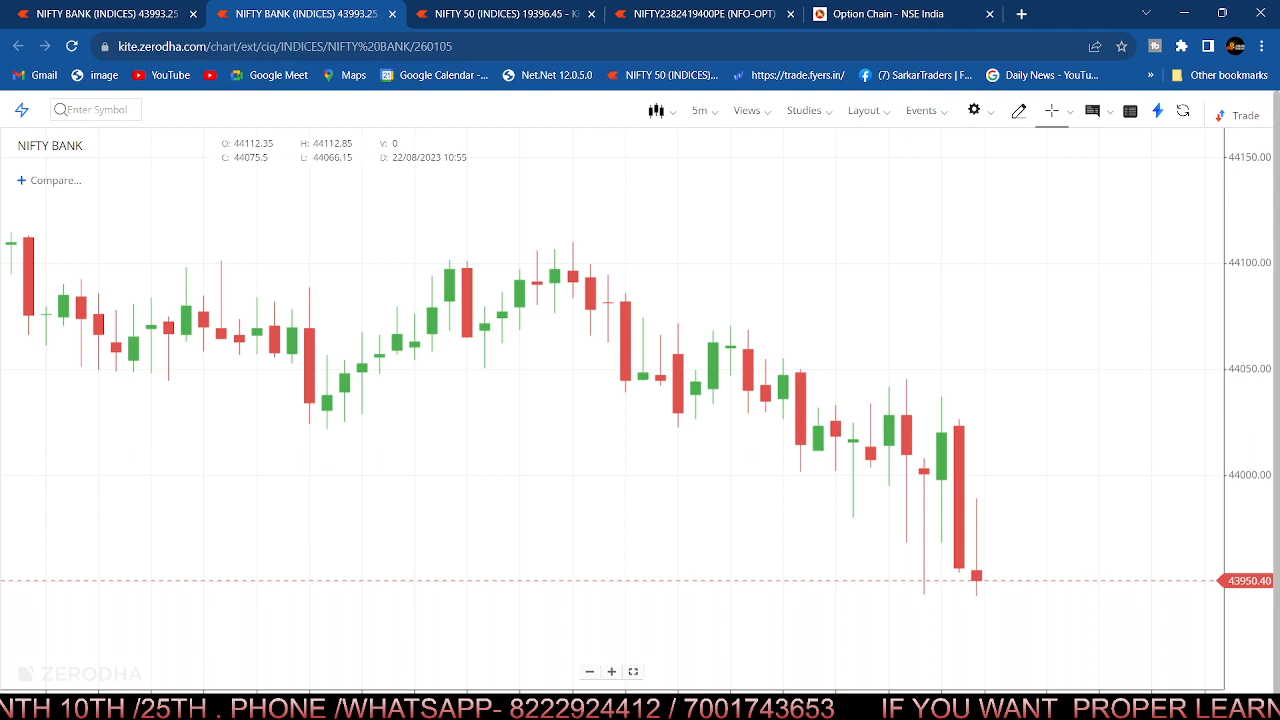 NIFTY BANK (INDICES) 43993.25
NIFTY BANK (INDICES) 43993.25
NIFTY 50 (INDICES) 19396.45 - Ki
NIFTY2382419400PE (NFO-OPT)
Option Chain - NSE India
kite.zerodha.com/chart/ext/ciq/INDICES/NIFTY%20BANK/260105
Gmail
image
YouTube
Google Meet
Maps
Google Calendar -...
NetNet 12.0.5.0
NIFTY 50 (INDICES)...
https://trade.fyers.in/
(7) Subscribers | F...
Daily News - YouTu...
»
Other bookmarks
Enter Symbol
5m
Views
Studies
Layout
Events
Trade
NIFTY BANK
O: 44112.35 H: 44112.85 V: 0
C: 44075.5 L: 44066.15 D: 22/08/2023 10:55
+ Compare...
44150.00
44100.00
44050.00
44000.00
43950.40
ZERODHA
NTH 10TH /25TH . PHONE /WHATSAPP- 8222924412 / 7001743653 IF YOU WANT PROPER LEARN